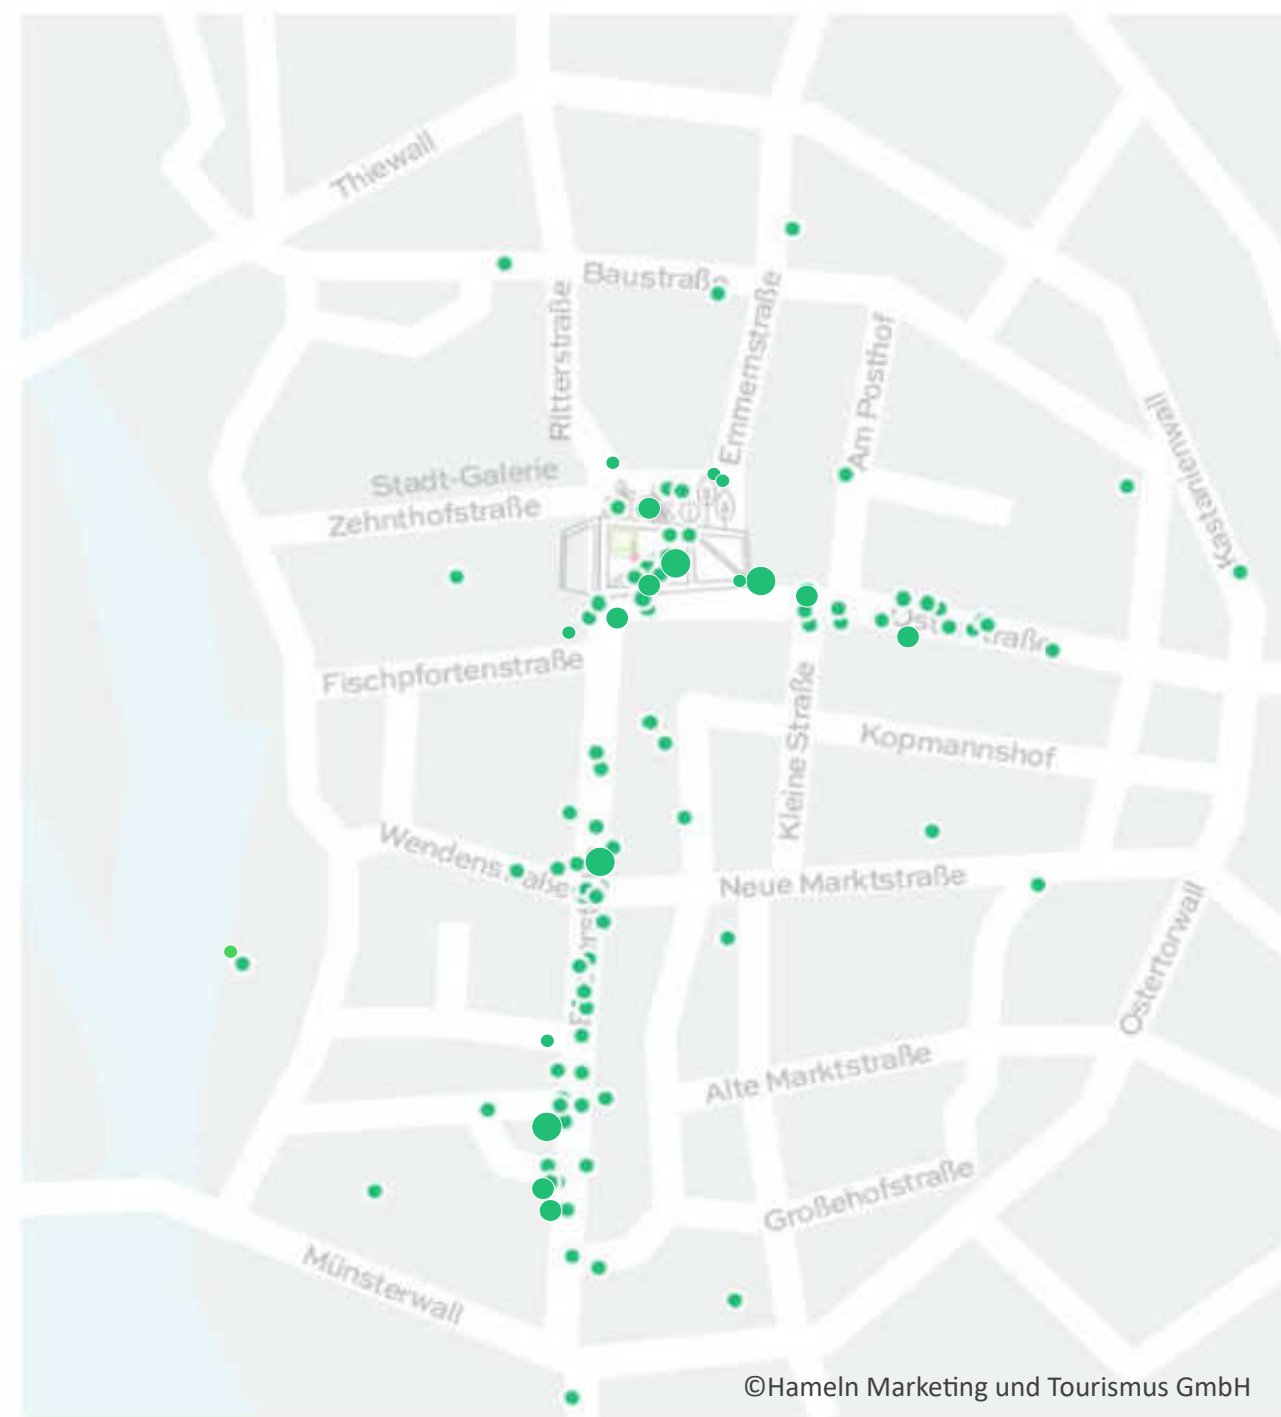 Thiewall
Baustraße
Ritterstraße
Emmernstraße
Am Posthof
Kastanienwall
Stadt-Galerie
Zehnthofstraße
Fischpfortenstraße
Kleine Straße
Kopmannshof
Neue Marktstraße
Ostertorwall
Alte Marktstraße
Großehofstraße
Münsterwall
©Hameln Marketing und Tourismus GmbH